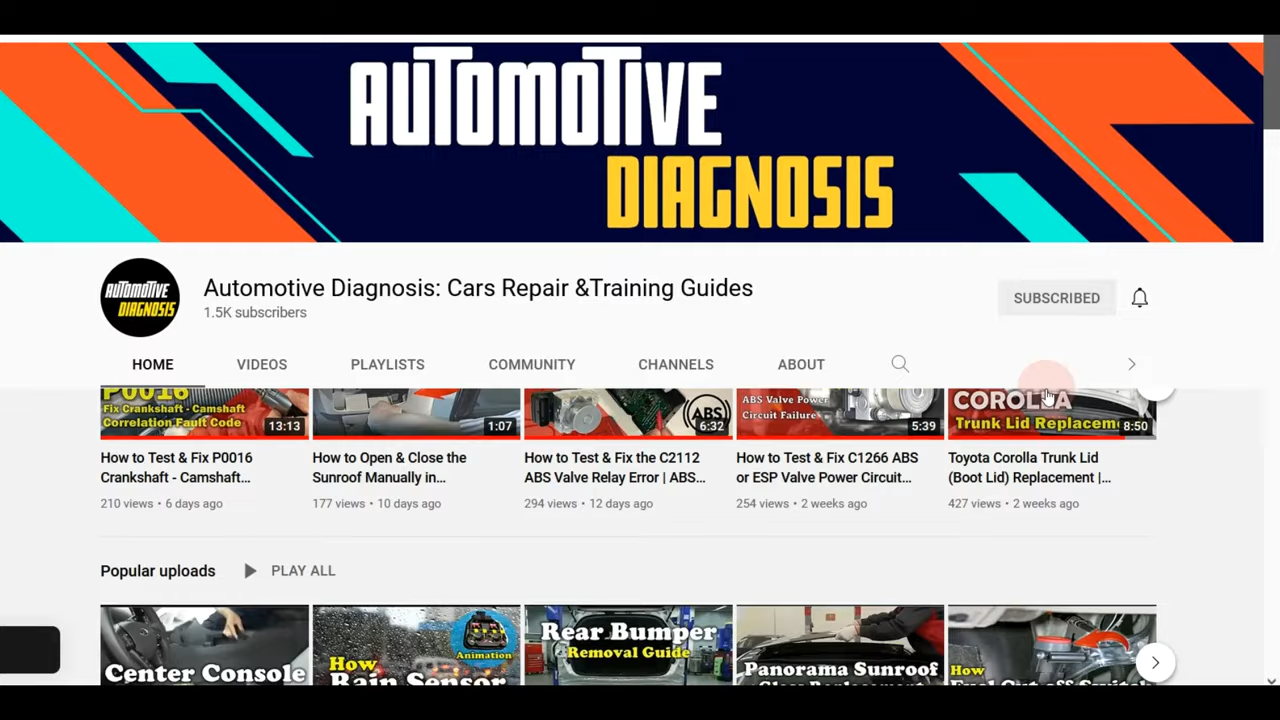 AUTOMOTIVE
DIAGNOSIS
AUTOMOTIVE
DIAGNOSIS
Automotive Diagnosis: Cars Repair &Training Guides
1.5K subscribers
SUBSCRIBED
HOME
VIDEOS
PLAYLISTS
COMMUNITY
CHANNELS
ABOUT
P0016
Fix Crankshaft - Camshaft
Correlation Fault Code
13:13
1:07
ABS
6:32
ABS Valve Power
Circuit Failure
5:39
COROLLA
Trunk Lid Replacem
8:50
How to Test & Fix P0016
Crankshaft - Camshaft...
210 views • 6 days ago
How to Open & Close the
Sunroof Manually in...
177 views • 10 days ago
How to Test & Fix the C2112
ABS Valve Relay Error | ABS...
294 views • 12 days ago
How to Test & Fix C1266 ABS
or ESP Valve Power Circuit...
254 views • 2 weeks ago
Toyota Corolla Trunk Lid
(Boot Lid) Replacement |...
427 views • 2 weeks ago
Popular uploads
PLAY ALL
Center Console
Animation
How
Rain Sensor
Rear Bumper
Removal Guide
Panorama Sunroof
How
Fuel Cut off Switch